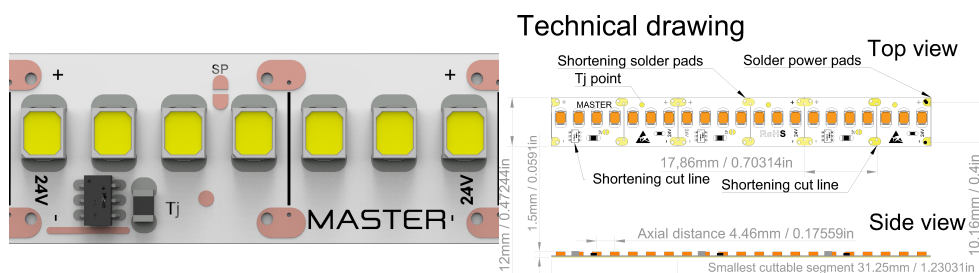 SP
+
+
24V
24V
-
Tj
MASTER
-
Technical drawing
Top view
Shortening solder pads
Solder power pads
Tj point
MASTER
RoHS
17,86mm / 0.70314in
Shortening cut line
Shortening cut line
12mm / 0.47244in
1.5mm / 0.0591in
10.16mm / 0.4in
Side view
Axial distance 4.46mm / 0.17559in
Smallest cuttable segment 31.25mm / 1.23031in